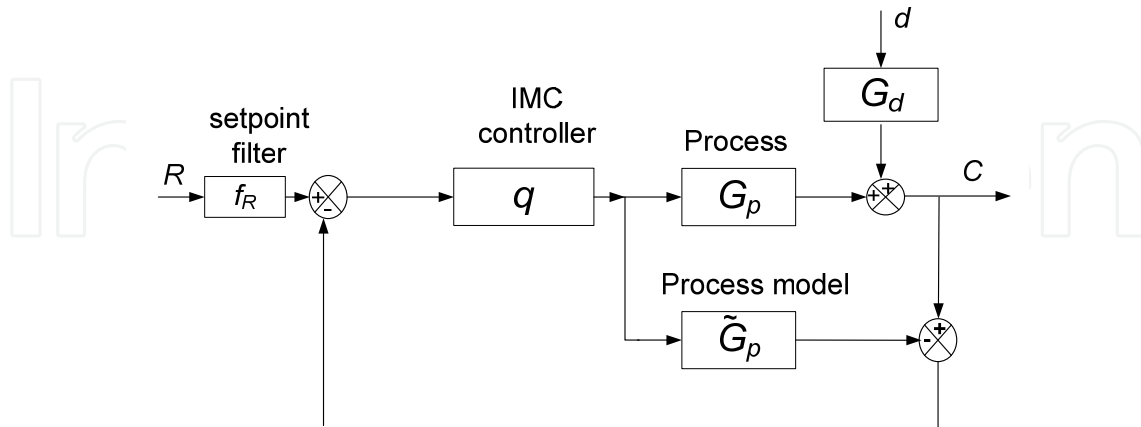 d
G_d
IMC
controller
setpoint
filter
Process
R
f_R
+
-
q
G_p
+
+
C
Process model
G̃_p
+
-